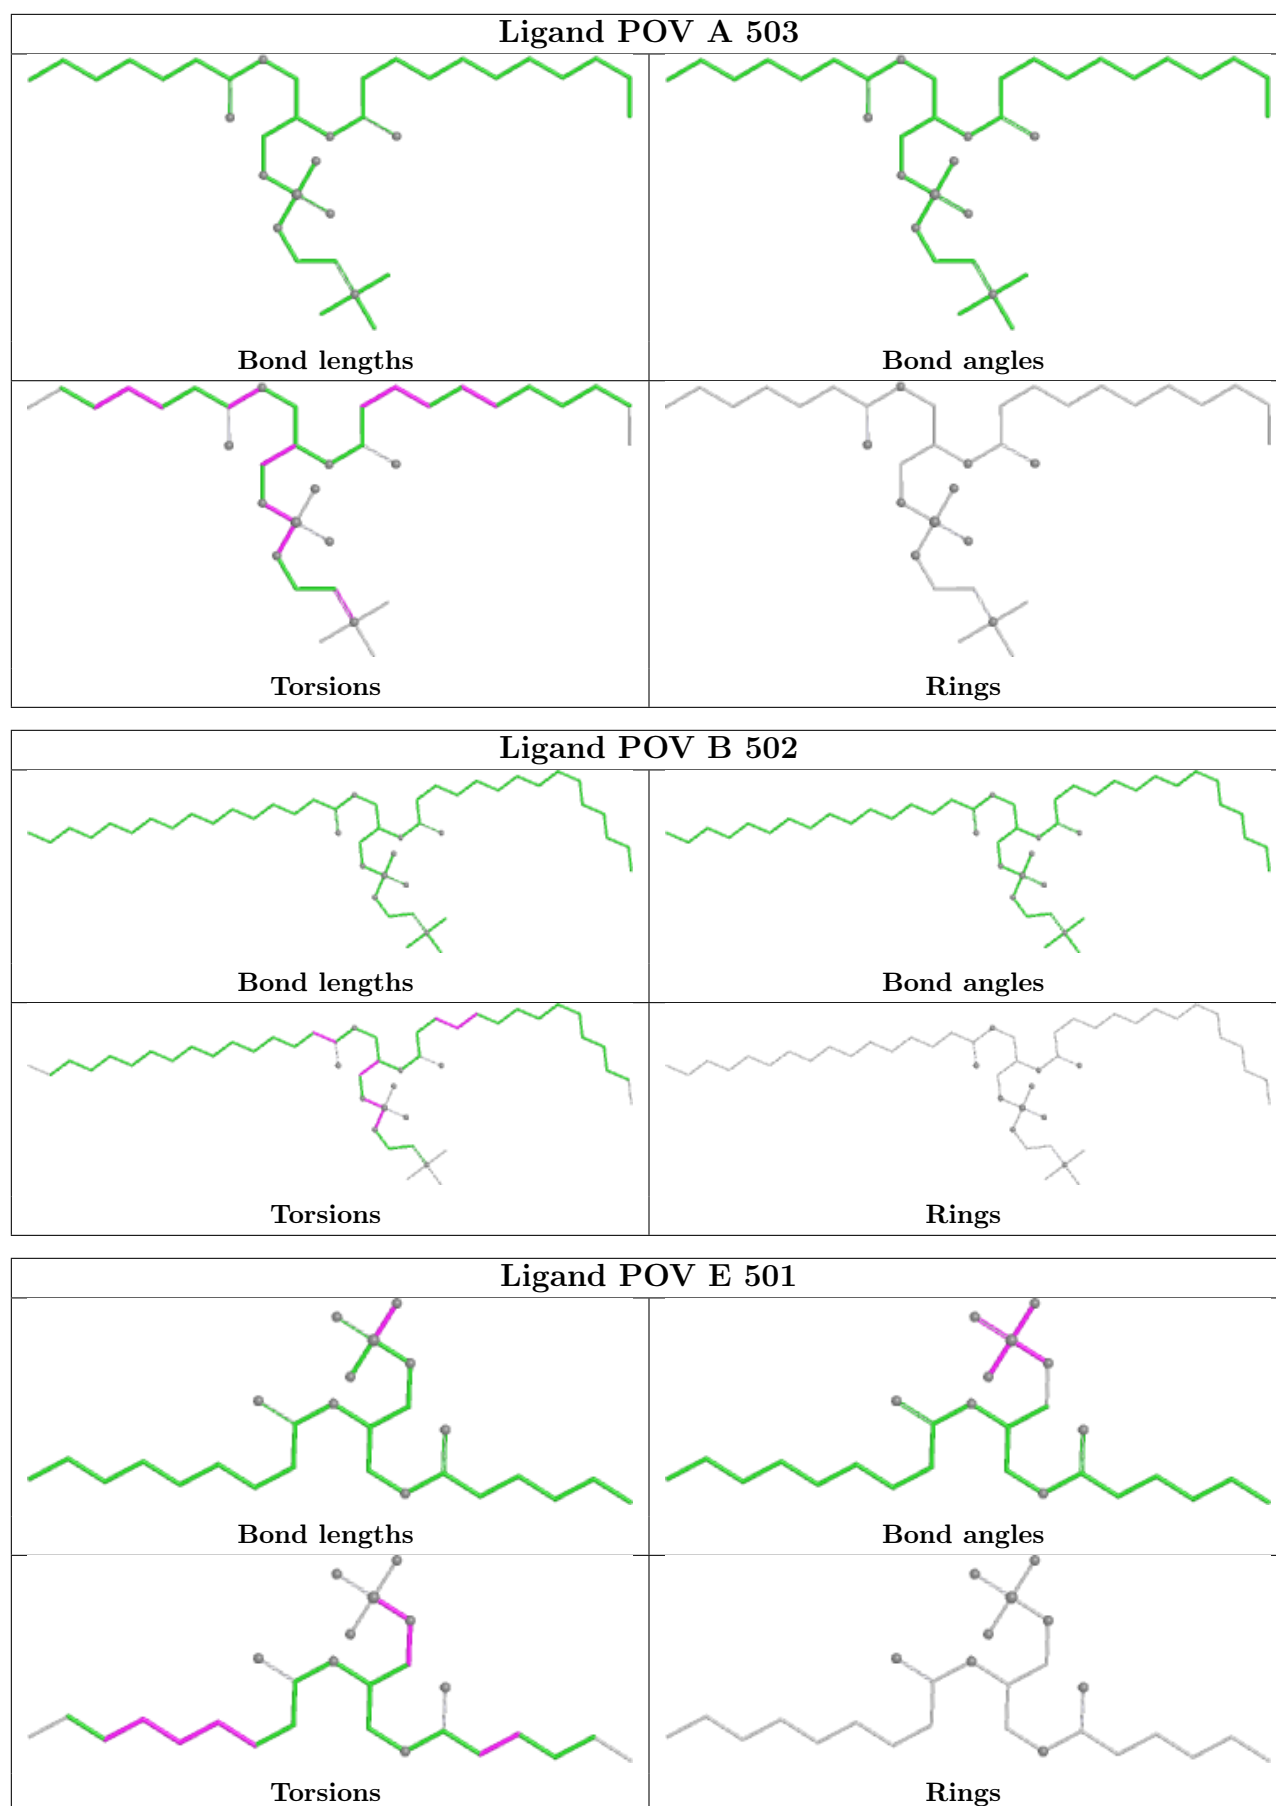 Ligand POV A 503
Bond lengths
Bond angles
Torsions
Rings
Ligand POV B 502
Bond lengths
Bond angles
Torsions
Rings
Ligand POV E 501
Bond lengths
Bond angles
Torsions
Rings